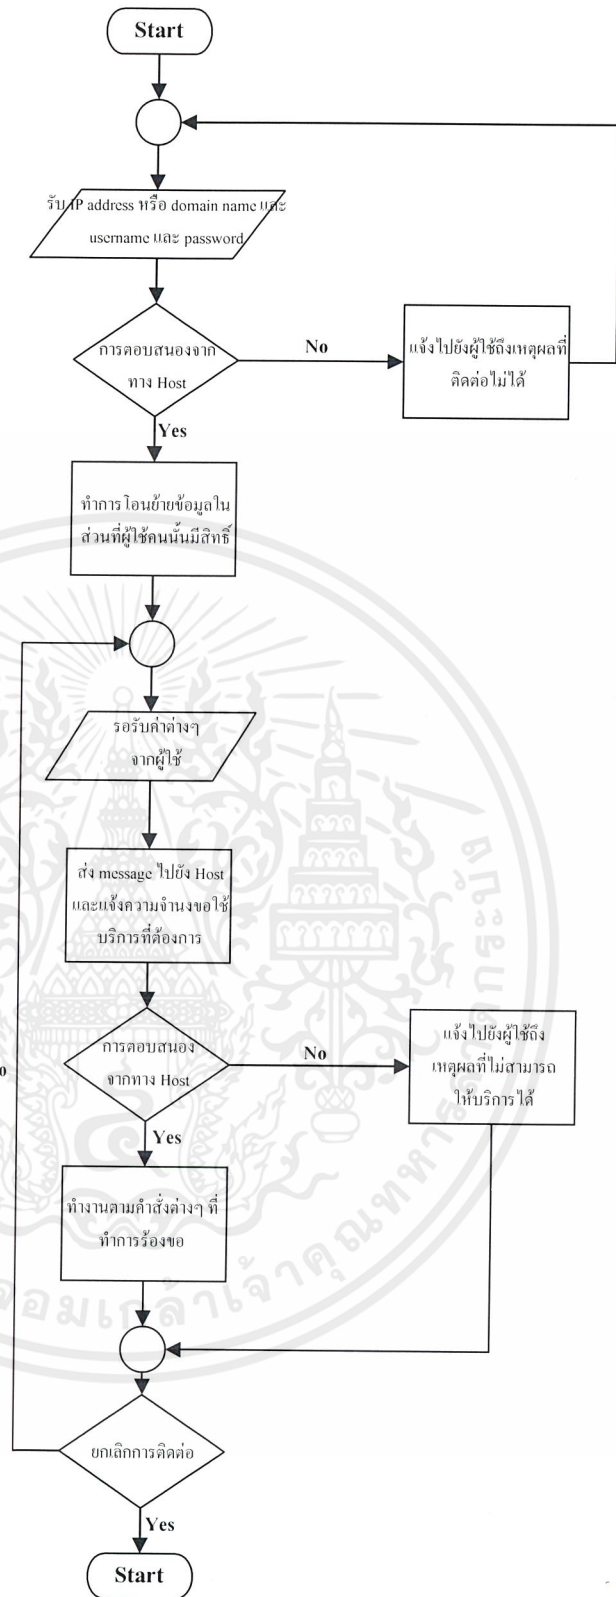 Start
รับ IP address หรือ domain name และ
username และ password
การตอบสนองจาก
ทาง Host
No
แจ้งไปยังผู้ใช้ถึงเหตุผลที่
ติดต่อไม่ได้
Yes
ทำการโอนย้ายข้อมูลใน
ส่วนที่ผู้ใช้คนนั้นมีสิทธิ์
รอรับค่าต่างๆ
จากผู้ใช้
ส่ง message ไปยัง Host
และแจ้งความจำนงขอใช้
บริการที่ต้องการ
การตอบสนอง
จากทาง Host
No
แจ้งไปยังผู้ใช้ถึง
เหตุผลที่ไม่สามารถ
ให้บริการได้
Yes
ทำงานตามคำสั่งต่างๆ ที่
ทำการร้องขอ
ยกเลิกการติดต่อ
Yes
Start